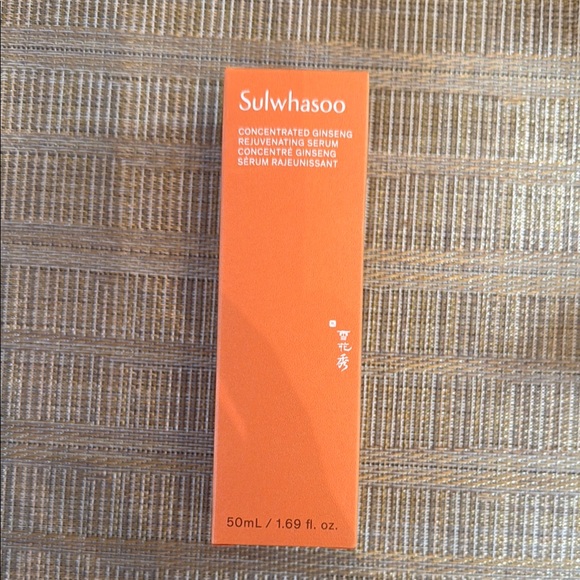 Sulwhasoo
CONCENTRATED GINSENG
REJUVENATING SERUM
CONCENTRÉ GINSENG
SÉRUM RAJEUNISSANT
雪花秀
50mL / 1.69 fl. oz.